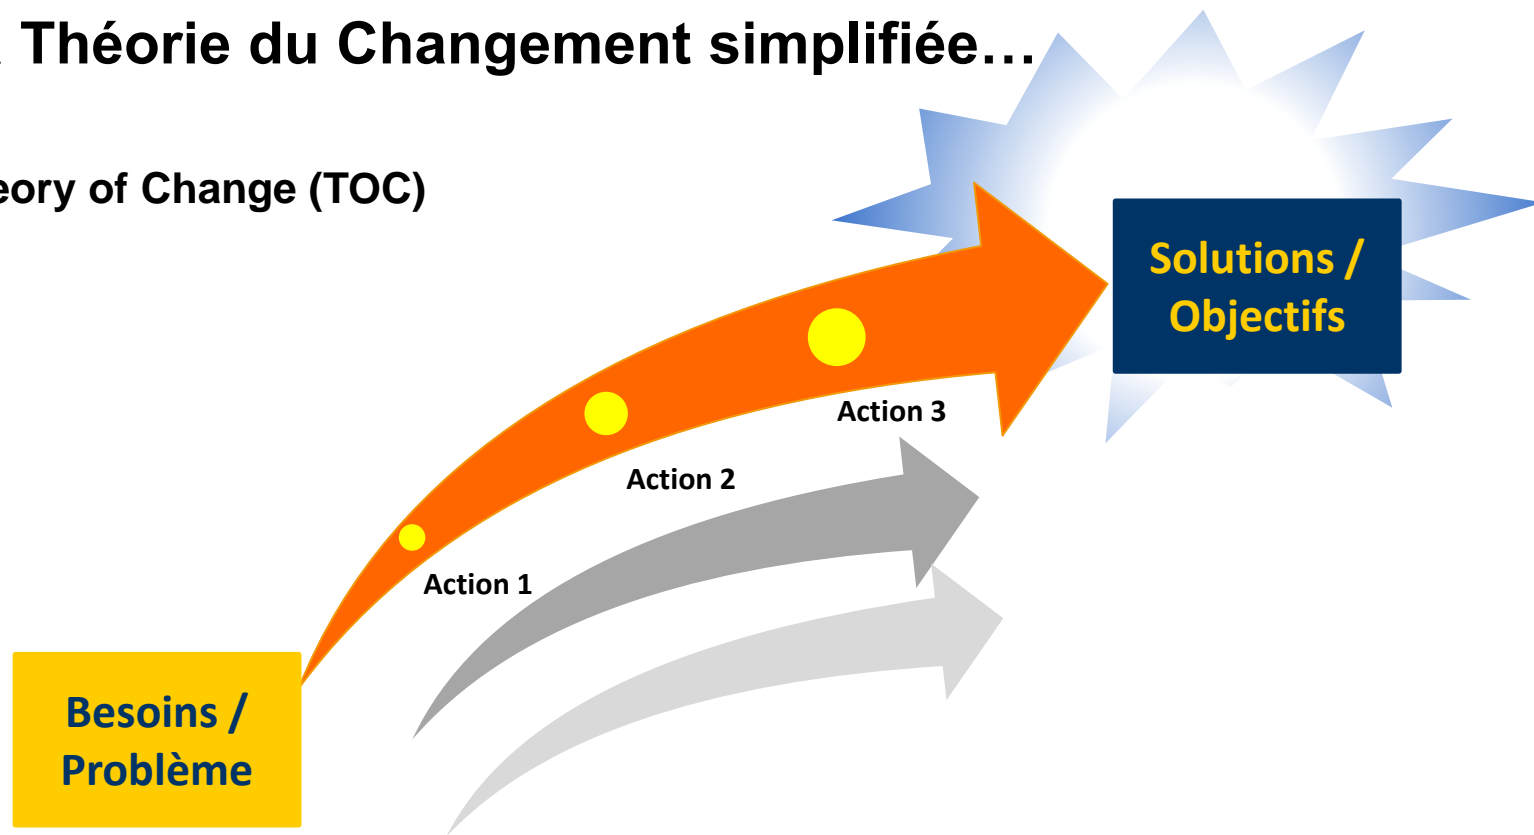 Théorie du Changement simplifiée…
eory of Change (TOC)
Solutions /
Objectifs
Action 3
Action 2
Action 1
Besoins /
Problème